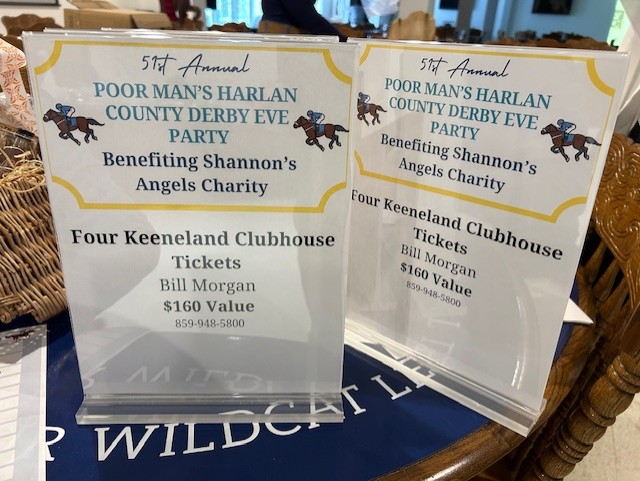 51st Annual
POOR MAN'S HARLAN
COUNTY DERBY EVE
PARTY
Benefiting Shannon's
Angels Charity
Four Keeneland Clubhouse
Tickets
Bill Morgan
$160 Value
859-948-5800
51st Annual
POOR MAN'S HARLAN
COUNTY DERBY EVE
PARTY
Benefiting Shannon's
Angels Charity
Four Keeneland Clubhouse
Tickets
Bill Morgan
$160 Value
859-948-5800
R WILDCAT